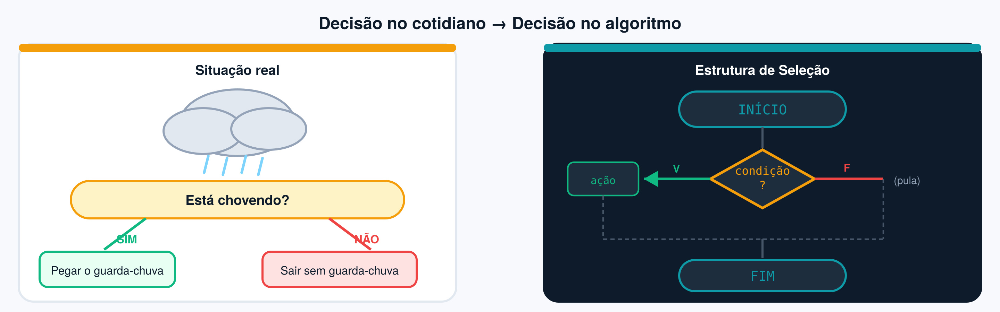 Decisão no cotidiano → Decisão no algoritmo
Situação real
Está chovendo?
SIM
NÃO
Pegar o guarda-chuva
Sair sem guarda-chuva
Estrutura de Seleção
INÍCIO
condição
?
V
F
ação
(pula)
FIM